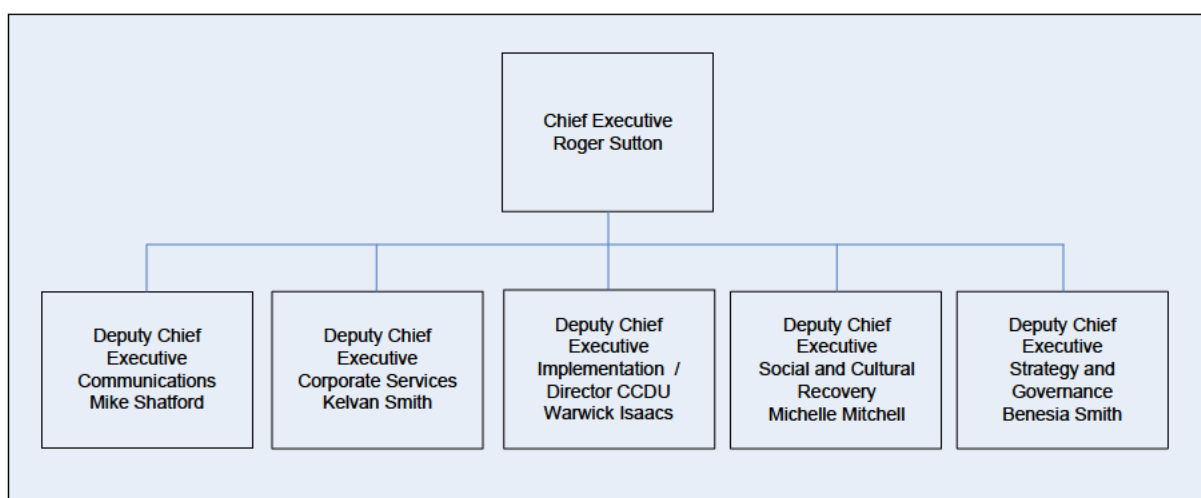 Chief Executive
Roger Sutton
Deputy Chief
Executive
Communications
Mike Shatford
Deputy Chief
Executive
Corporate Services
Kelvan Smith
Deputy Chief
Executive
Implementation /
Director CCDU
Warwick Isaacs
Deputy Chief
Executive
Social and Cultural
Recovery
Michelle Mitchell
Deputy Chief
Executive
Strategy and
Governance
Benesia Smith